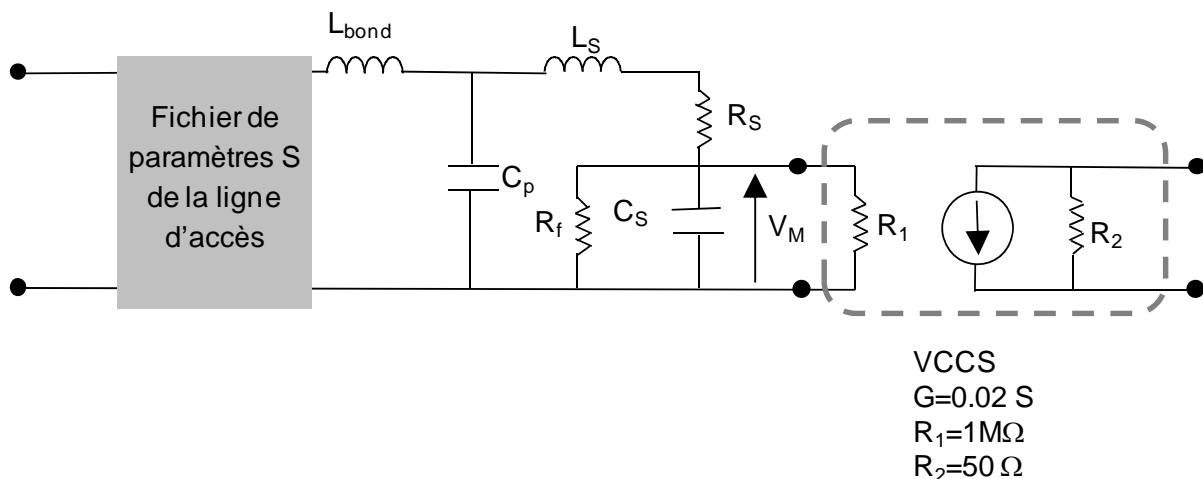 L_bond
L_S
R_S
Fichier de
paramètres S
de la ligne
d'accès
C_p
R_f
C_S
V_M
R_1
R_2
VCCS
G=0.02 S
R_1=1MΩ
R_2=50 Ω